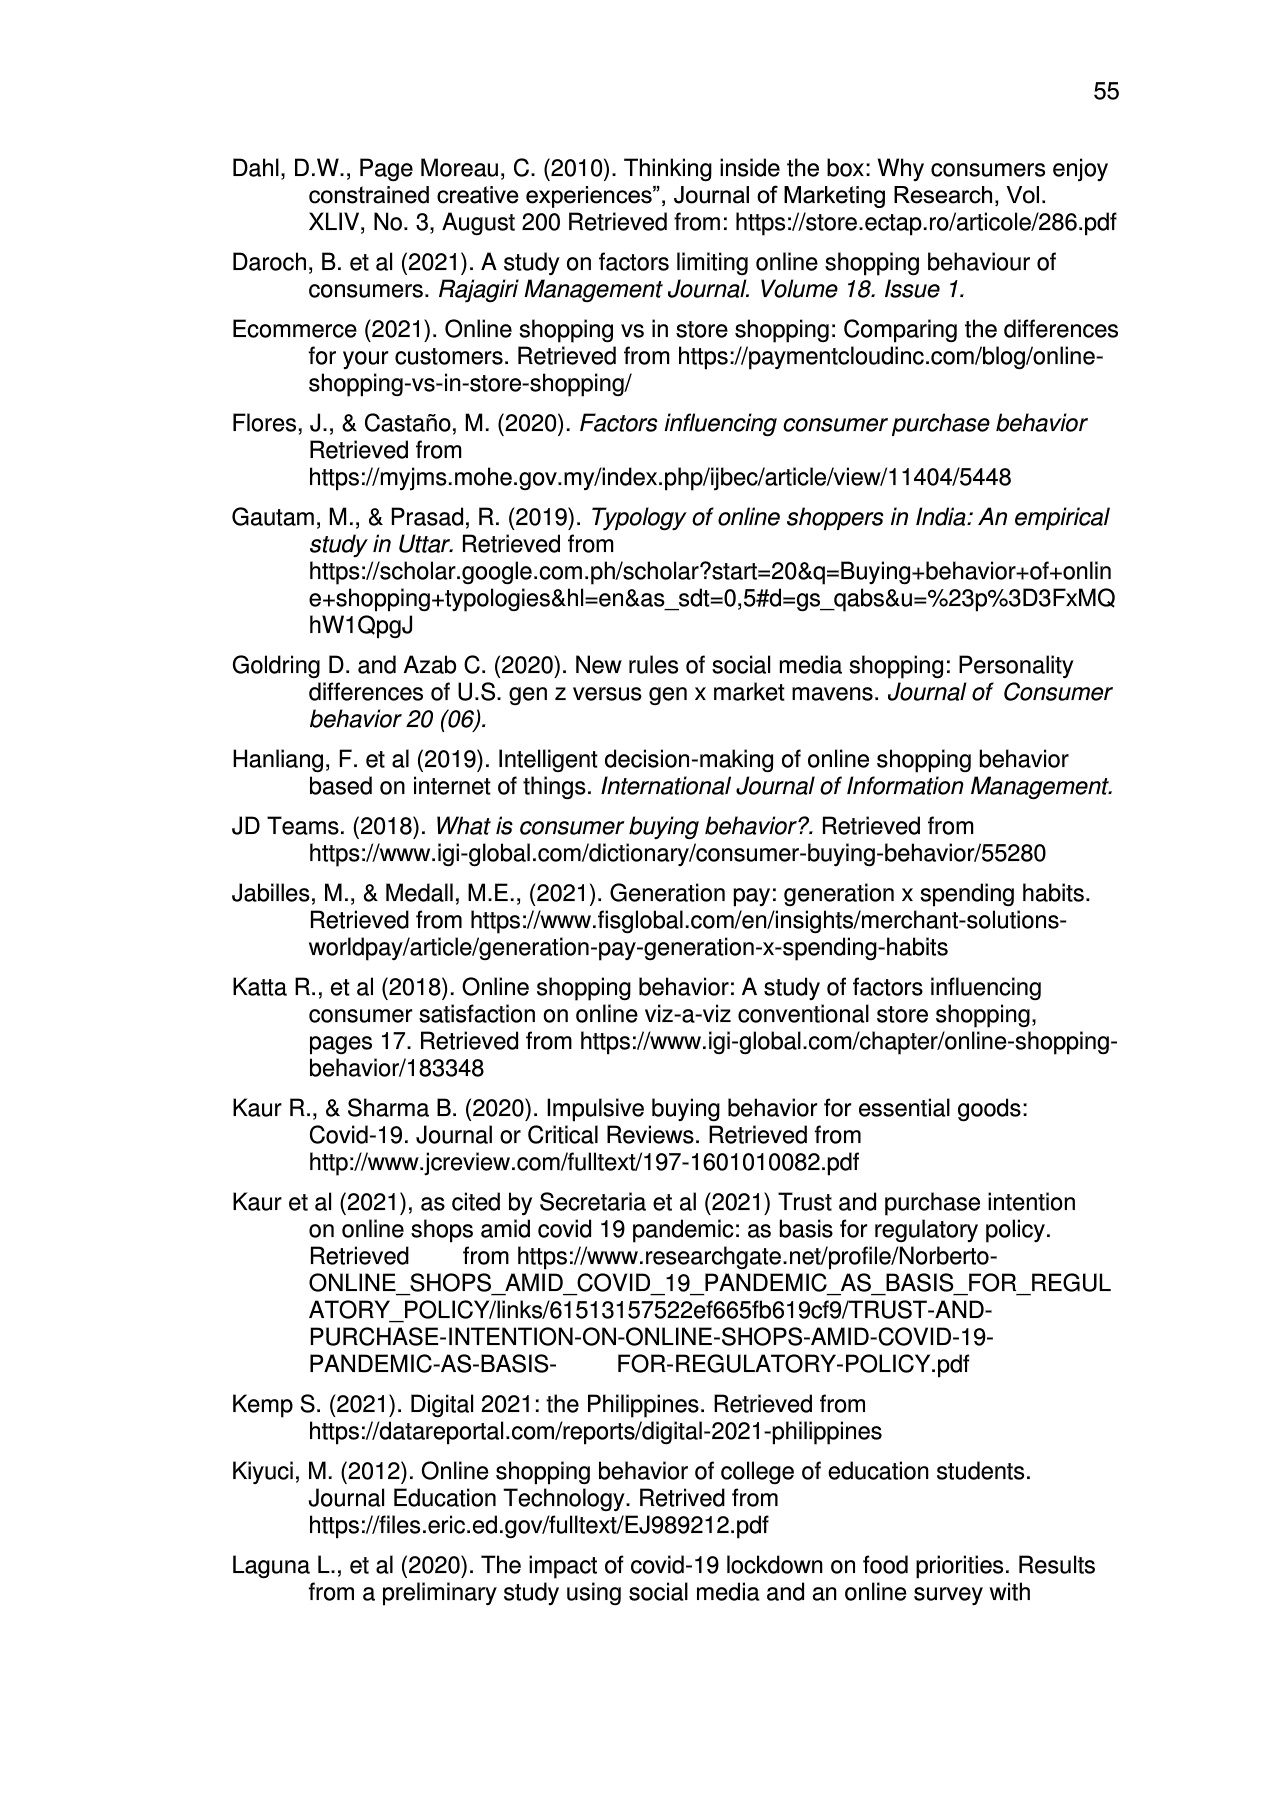 55
Dahl, D.W., Page Moreau, C. (2010). Thinking inside the box: Why consumers enjoy
constrained creative experiences”, Journal of Marketing Research, Vol.
XLIV, No. 3, August 200 Retrieved from: https://store.ectap.ro/articole/286.pdf
Daroch, B. et al (2021). A study on factors limiting online shopping behaviour of
consumers. Rajagiri Management Journal. Volume 18. Issue 1.
Ecommerce (2021). Online shopping vs in store shopping: Comparing the differences
for your customers. Retrieved from https://paymentcloudinc.com/blog/online-
shopping-vs-in-store-shopping/
Flores, J., & Castaño, M. (2020). Factors influencing consumer purchase behavior
Retrieved from
https://myjms.mohe.gov.my/index.php/ijbec/article/view/11404/5448
Gautam, M., & Prasad, R. (2019). Typology of online shoppers in India: An empirical
study in Uttar. Retrieved from
https://scholar.google.com.ph/scholar?start=20&q=Buying+behavior+of+onlin
e+shopping+typologies&hl=en&as_sdt=0,5#d=gs_qabs&u=%23p%3D3FxMQ
hW1QpgJ
Goldring D. and Azab C. (2020). New rules of social media shopping: Personality
differences of U.S. gen z versus gen x market mavens. Journal of Consumer
behavior 20 (06).
Hanliang, F. et al (2019). Intelligent decision-making of online shopping behavior
based on internet of things. International Journal of Information Management.
JD Teams. (2018). What is consumer buying behavior?. Retrieved from
https://www.igi-global.com/dictionary/consumer-buying-behavior/55280
Jabilles, M., & Medall, M.E., (2021). Generation pay: generation x spending habits.
Retrieved from https://www.fisglobal.com/en/insights/merchant-solutions-
worldpay/article/generation-pay-generation-x-spending-habits
Katta R., et al (2018). Online shopping behavior: A study of factors influencing
consumer satisfaction on online viz-a-viz conventional store shopping,
pages 17. Retrieved from https://www.igi-global.com/chapter/online-shopping-
behavior/183348
Kaur R., & Sharma B. (2020). Impulsive buying behavior for essential goods:
Covid-19. Journal or Critical Reviews. Retrieved from
http://www.jcreview.com/fulltext/197-1601010082.pdf
Kaur et al (2021), as cited by Secretaria et al (2021) Trust and purchase intention
on online shops amid covid 19 pandemic: as basis for regulatory policy.
Retrieved from https://www.researchgate.net/profile/Norberto-
ONLINE_SHOPS_AMID_COVID_19_PANDEMIC_AS_BASIS_FOR_REGUL
ATORY_POLICY/links/61513157522ef665fb619cf9/TRUST-AND-
PURCHASE-INTENTION-ON-ONLINE-SHOPS-AMID-COVID-19-
PANDEMIC-AS-BASIS- FOR-REGULATORY-POLICY.pdf
Kemp S. (2021). Digital 2021: the Philippines. Retrieved from
https://datareportal.com/reports/digital-2021-philippines
Kiyuci, M. (2012). Online shopping behavior of college of education students.
Journal Education Technology. Retrived from
https://files.eric.ed.gov/fulltext/EJ989212.pdf
Laguna L., et al (2020). The impact of covid-19 lockdown on food priorities. Results
from a preliminary study using social media and an online survey with